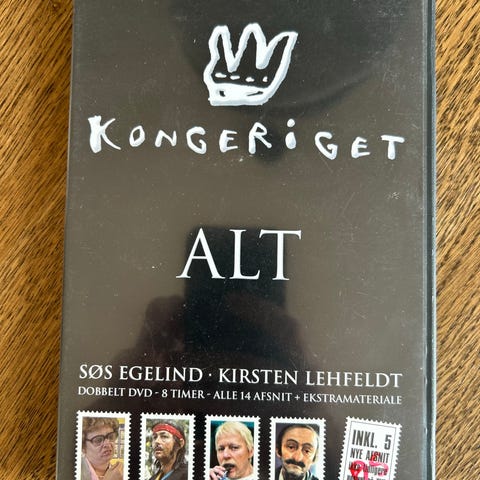 KONGERiGET
ALT
SØS EGELIND · KIRSTEN LEHFELDT
DOBBELT DVD - 8 TIMER - ALLE 14 AFSNIT + EKSTRAMATERIALE
INKL. 5
NYE AFSNIT